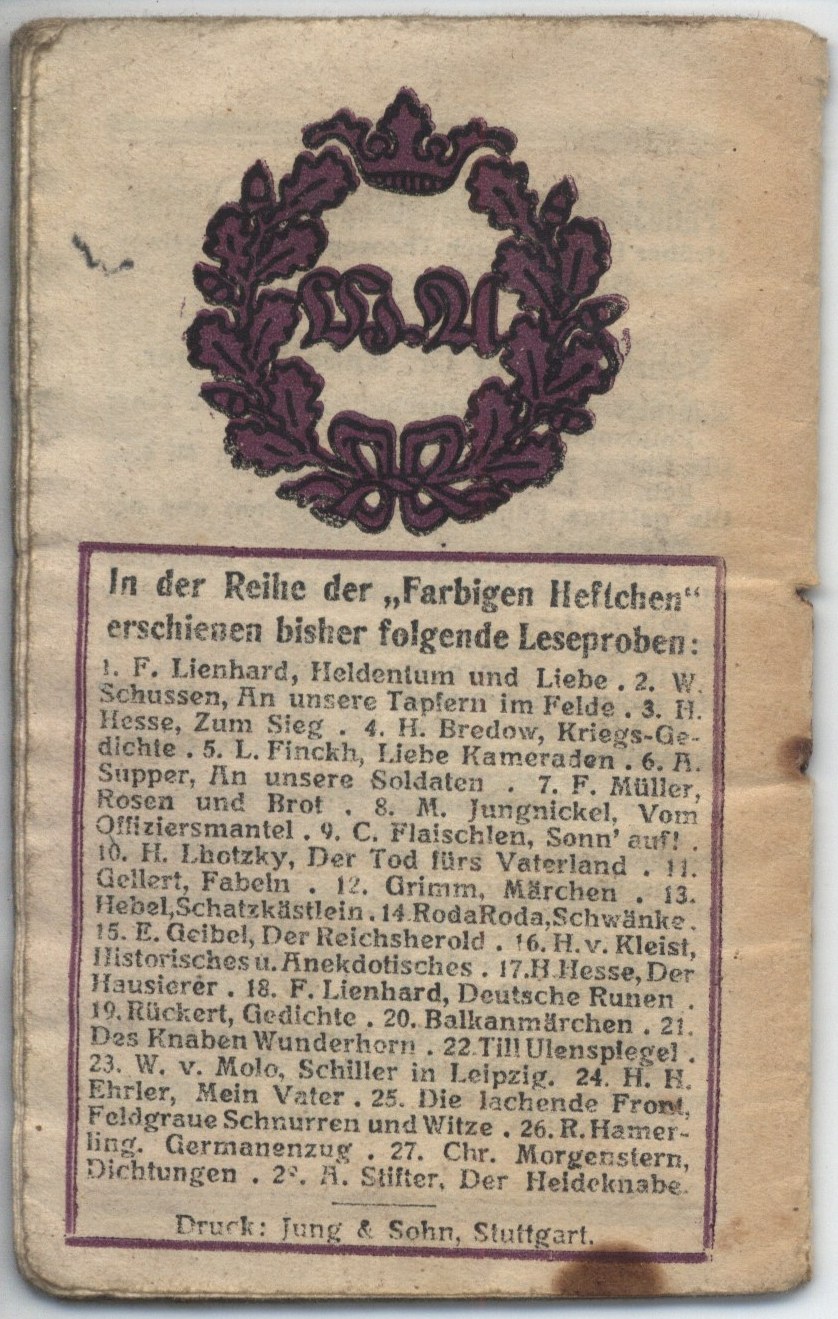 W. A.
In der Reihe der „Farbigen Heftchen“
erschienen bisher folgende Leseproben:
1. F. Lienhard, Heldentum und Liebe . 2. W.
Schussen, An unsere Tapfern im Felde . 3. H.
Hesse, Zum Sieg . 4. H. Bredow, Kriegs-Ge-
dichte . 5. L. Finckh, Liebe Kameraden . 6. A.
Supper, An unsere Soldaten . 7. F. Müller,
Rosen und Brot . 8. M. Jungnickel, Vom
Offiziersmantel . 9. C. Flaischlen, Sonn' auf! .
10. H. Lhotzky, Der Tod fürs Vaterland . 11.
Gellert, Fabeln . 12. Grimm, Märchen . 13.
Hebel,Schatzkästlein . 14.RodaRoda,Schwänke.
15. E. Geibel, Der Reichsherold . 16. H. v. Kleist,
Historisches u. Anekdotisches . 17.H.Hesse, Der
Hausierer . 18. F. Lienhard, Deutsche Runen .
19. Rückert, Gedichte . 20. Balkanmärchen . 21.
Des Knaben Wunderhorn . 22.Till Ulenspiegel .
23. W. v. Molo, Schiller in Leipzig. 24. H. H.
Ehrler, Mein Vater . 25. Die lachende Front,
Feldgraue Schnurren und Witze . 26. R. Hamer-
ling. Germanenzug . 27. Chr. Morgenstern,
Dichtungen . 28. A. Stifter, Der Heideknabe.
Druck: Jung & Sohn, Stuttgart.